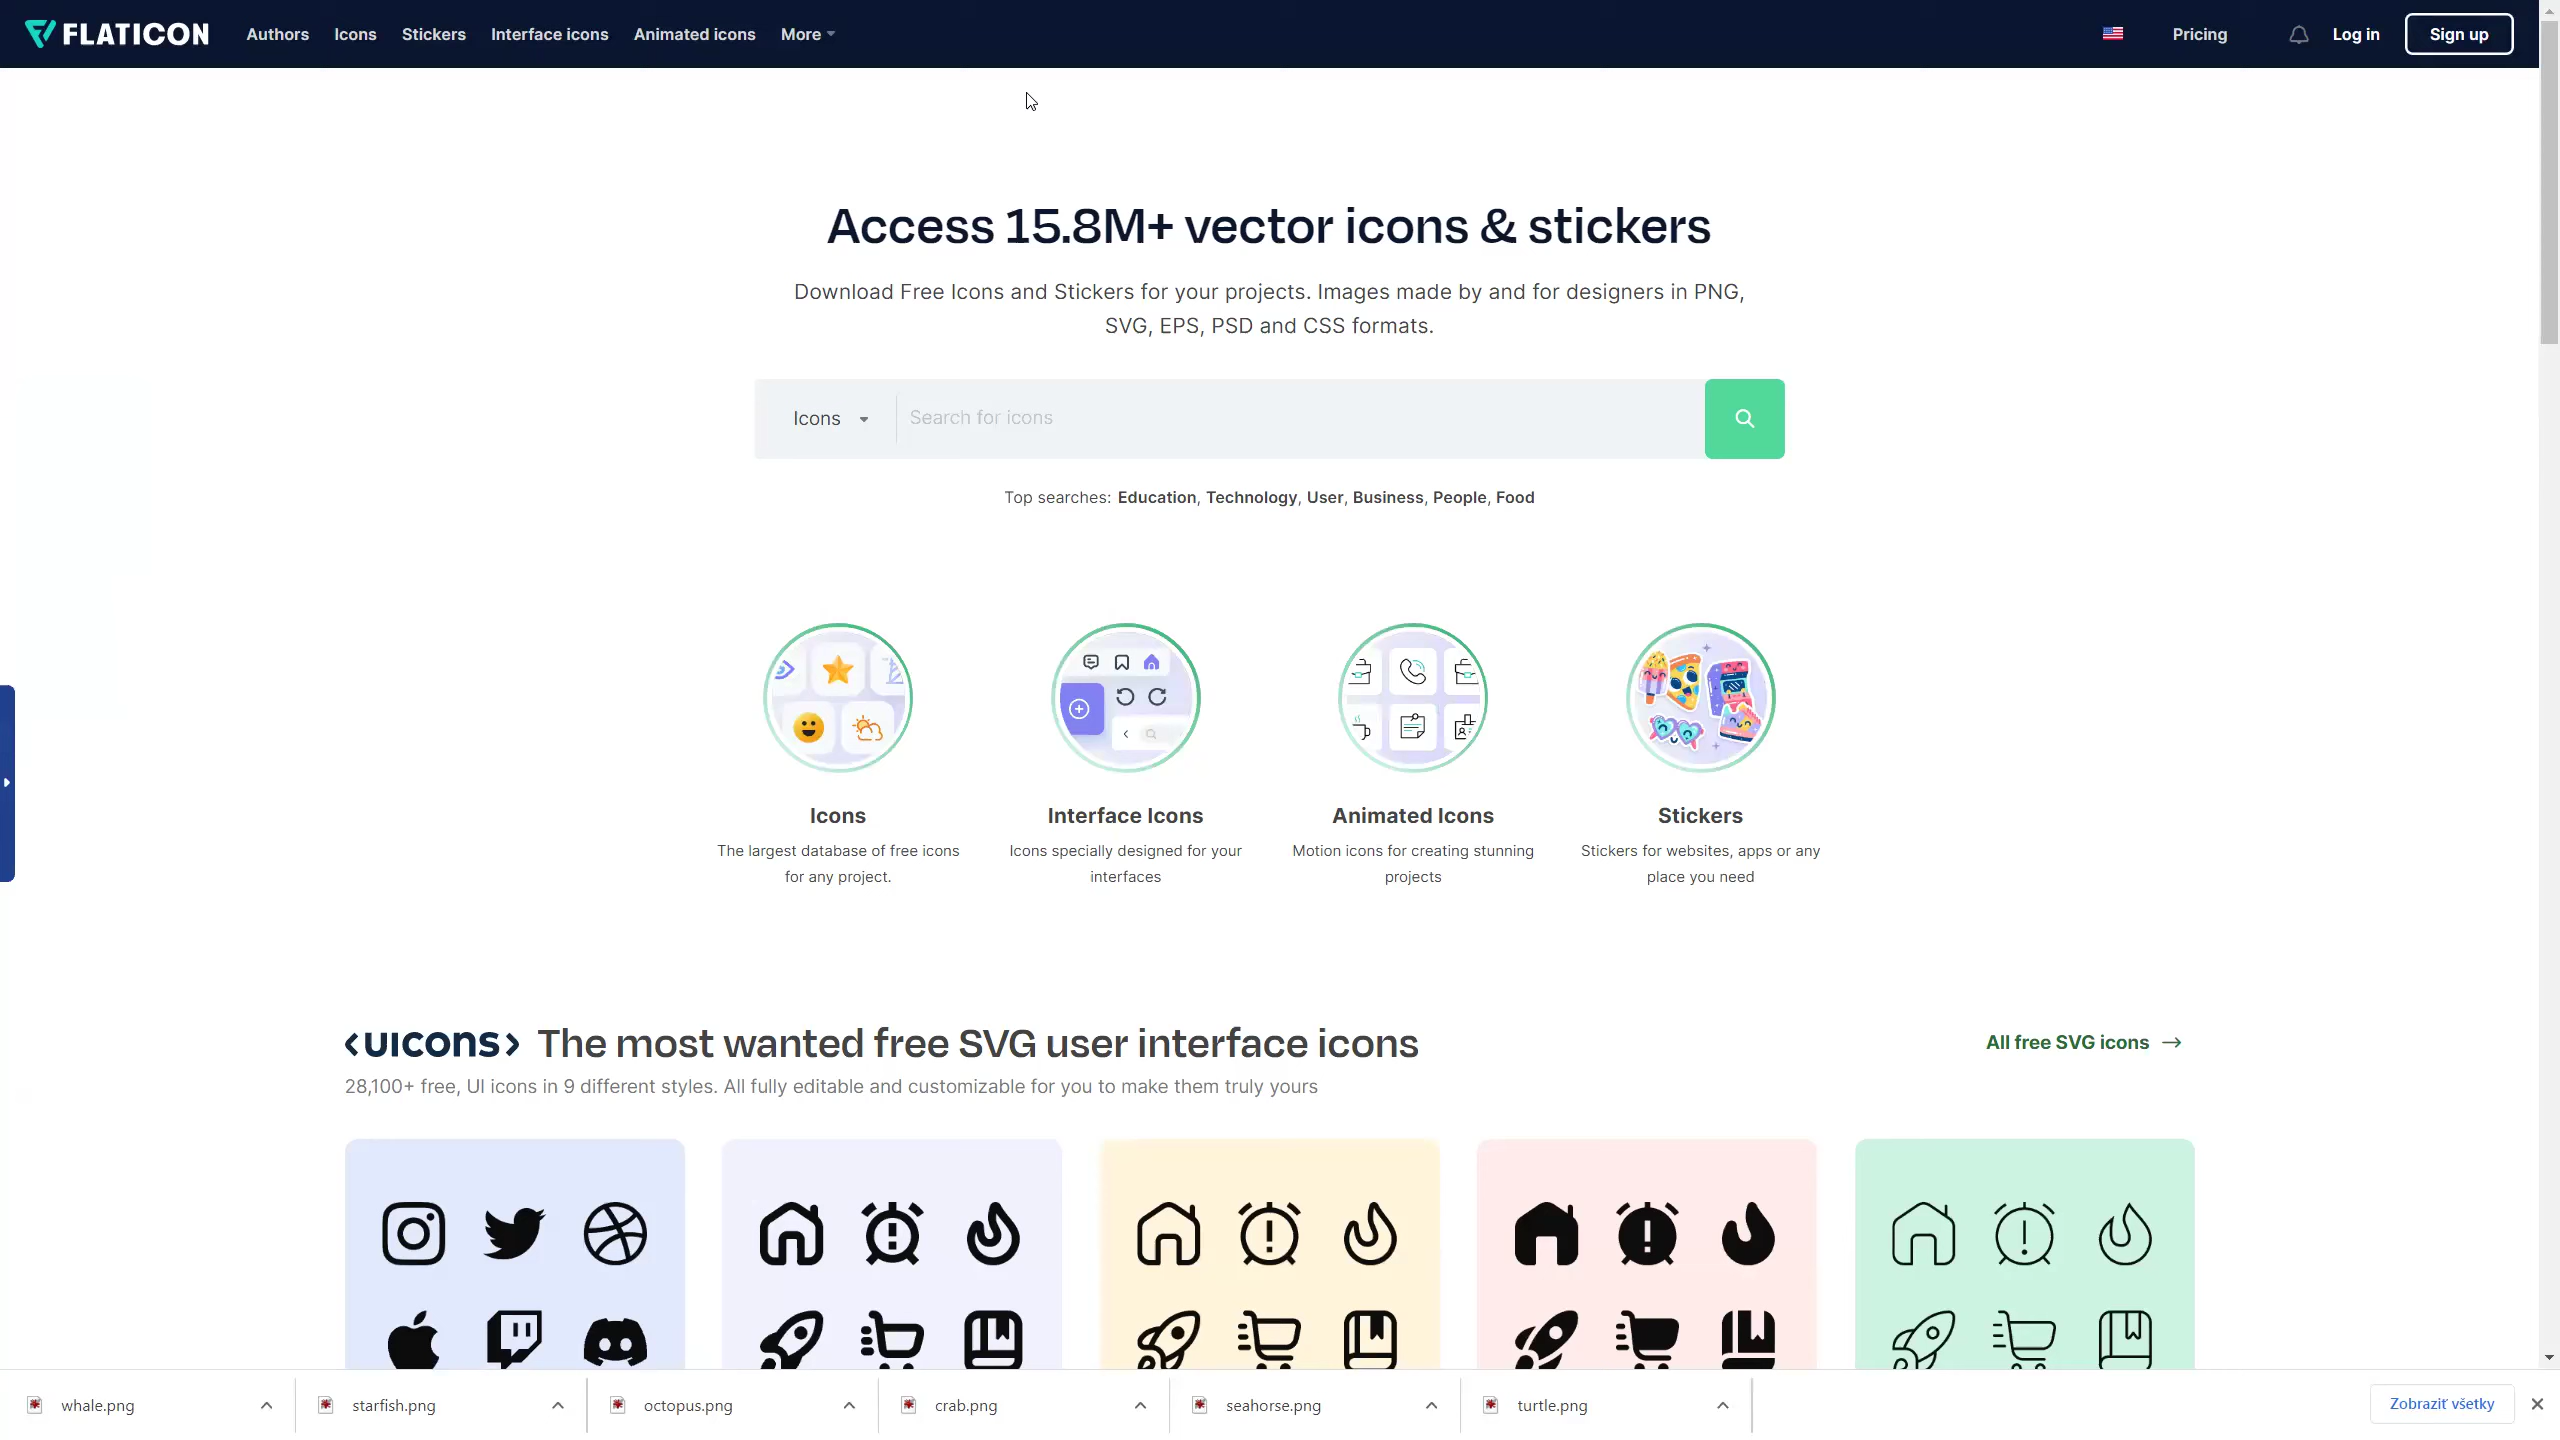 FLATICON Authors Icons Stickers Interface icons Animated icons More Pricing Log in Sign up
Access 15.8M+ vector icons & stickers
Download Free Icons and Stickers for your projects. Images made by and for designers in PNG,
SVG, EPS, PSD and CSS formats.
Icons Search for icons
Top searches: Education, Technology, User, Business, People, Food
Icons
The largest database of free icons
for any project.
Interface Icons
Icons specially designed for your
interfaces
Animated Icons
Motion icons for creating stunning
projects
Stickers
Stickers for websites, apps or any
place you need
<uicons> The most wanted free SVG user interface icons
All free SVG icons →
28,100+ free, UI icons in 9 different styles. All fully editable and customizable for you to make them truly yours
whale.png starfish.png octopus.png crab.png seahorse.png turtle.png Zobraziť všetky